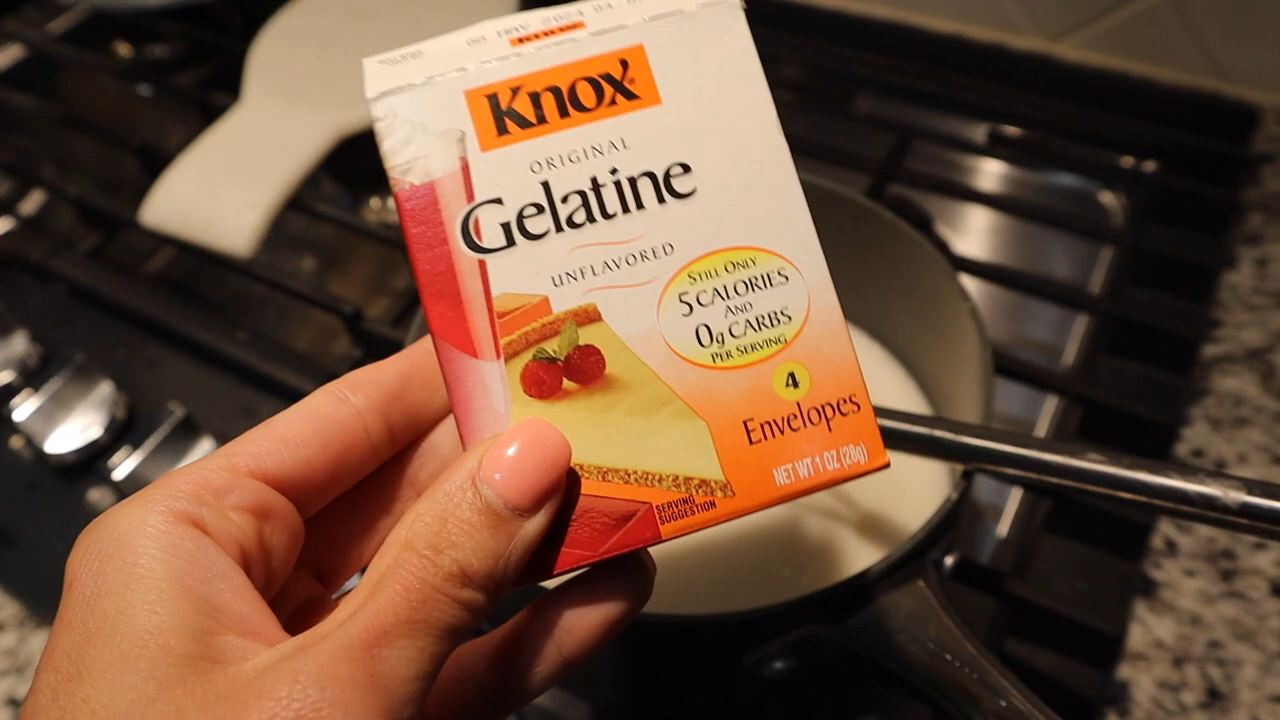 Knox
Knox®
ORIGINAL
Gelatine
UNFLAVORED
STILL ONLY
5 CALORIES
AND
0g CARBS
PER SERVING
4
Envelopes
NET WT 1 OZ (28g)
SERVING
SUGGESTION